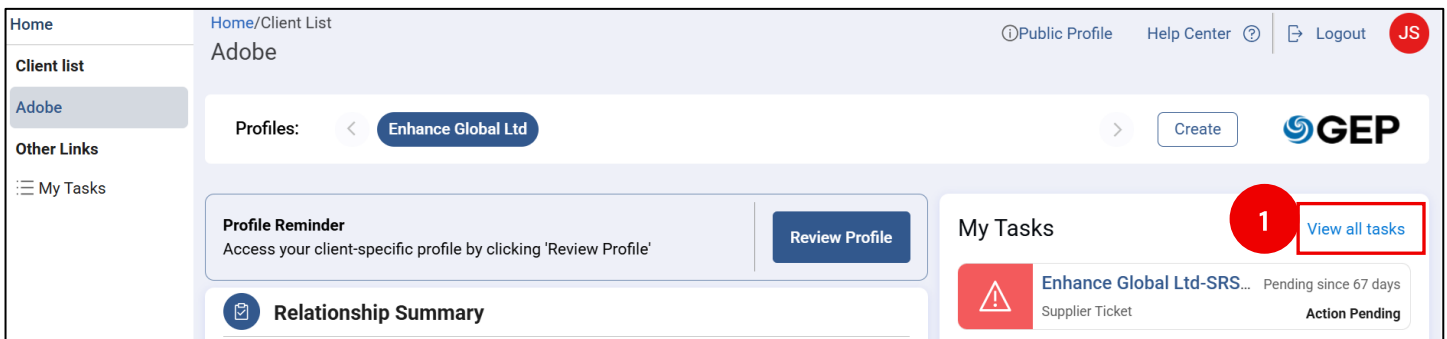 Home
Client list
Adobe
Other Links
My Tasks
Home/Client List
Adobe
Public Profile
Help Center
Logout
JS
Profiles:
Enhance Global Ltd
Create
GEP
Profile Reminder
Access your client-specific profile by clicking 'Review Profile'
Review Profile
Relationship Summary
My Tasks
1
View all tasks
Enhance Global Ltd-SRS... Pending since 67 days
Supplier Ticket
Action Pending